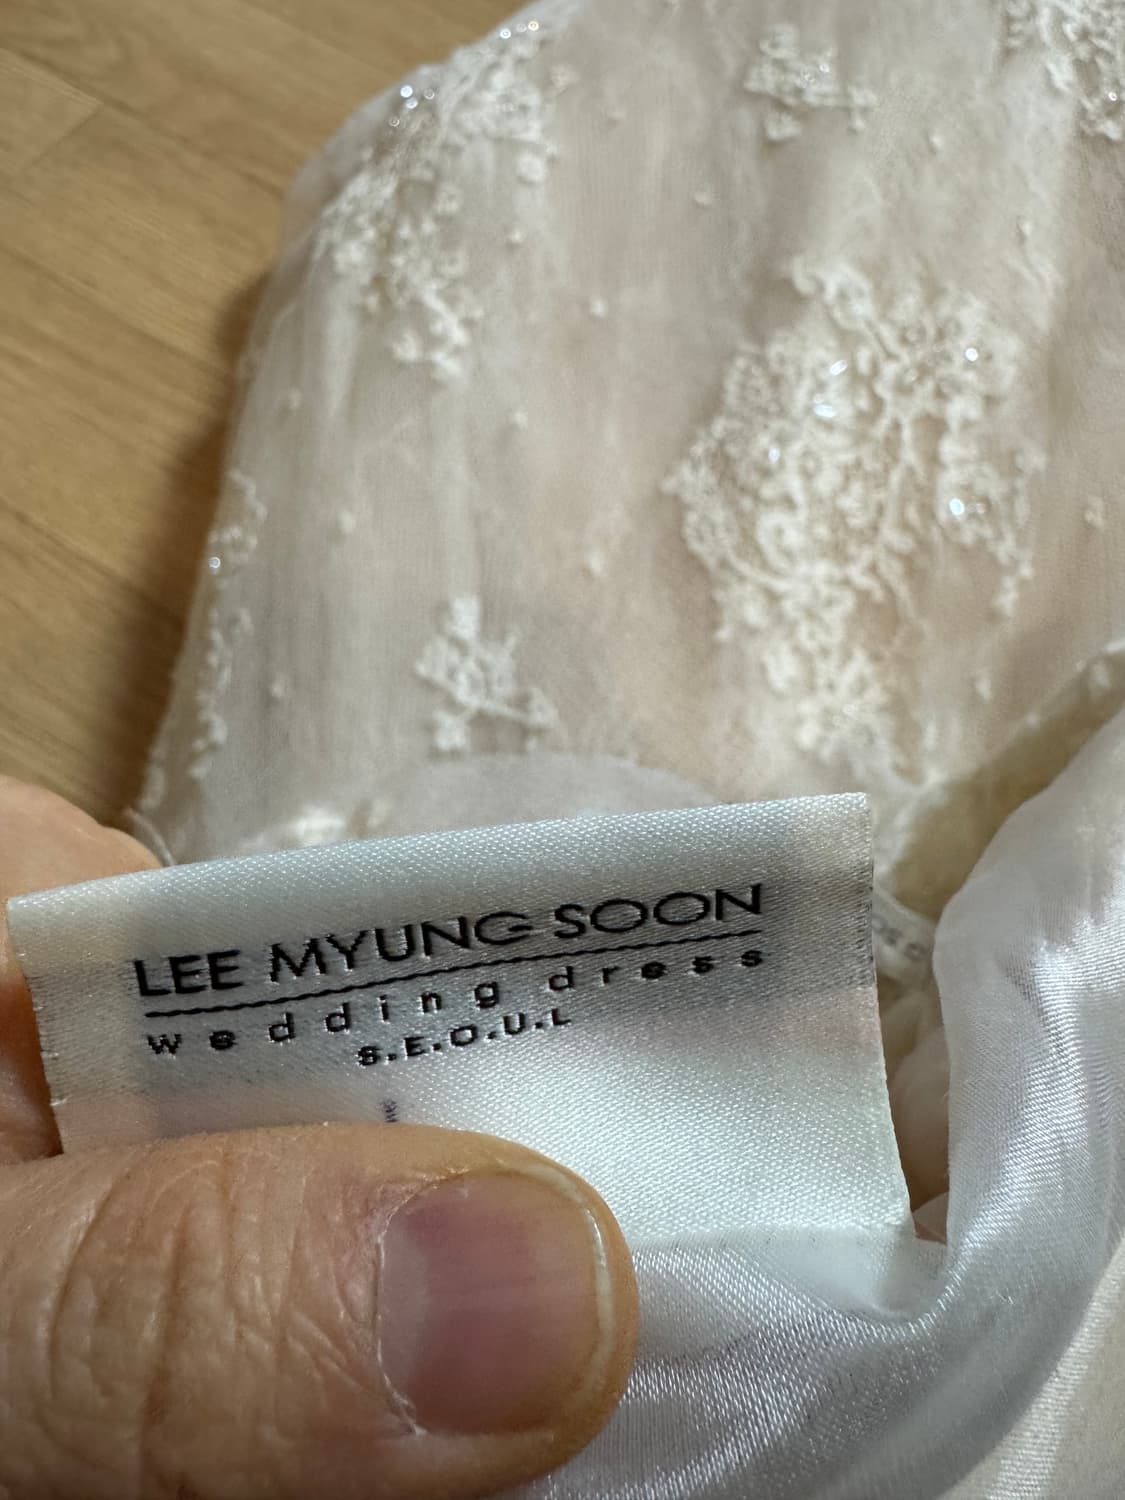 LEE MYUNG SOON
wedding dress
S.E.O.U.L